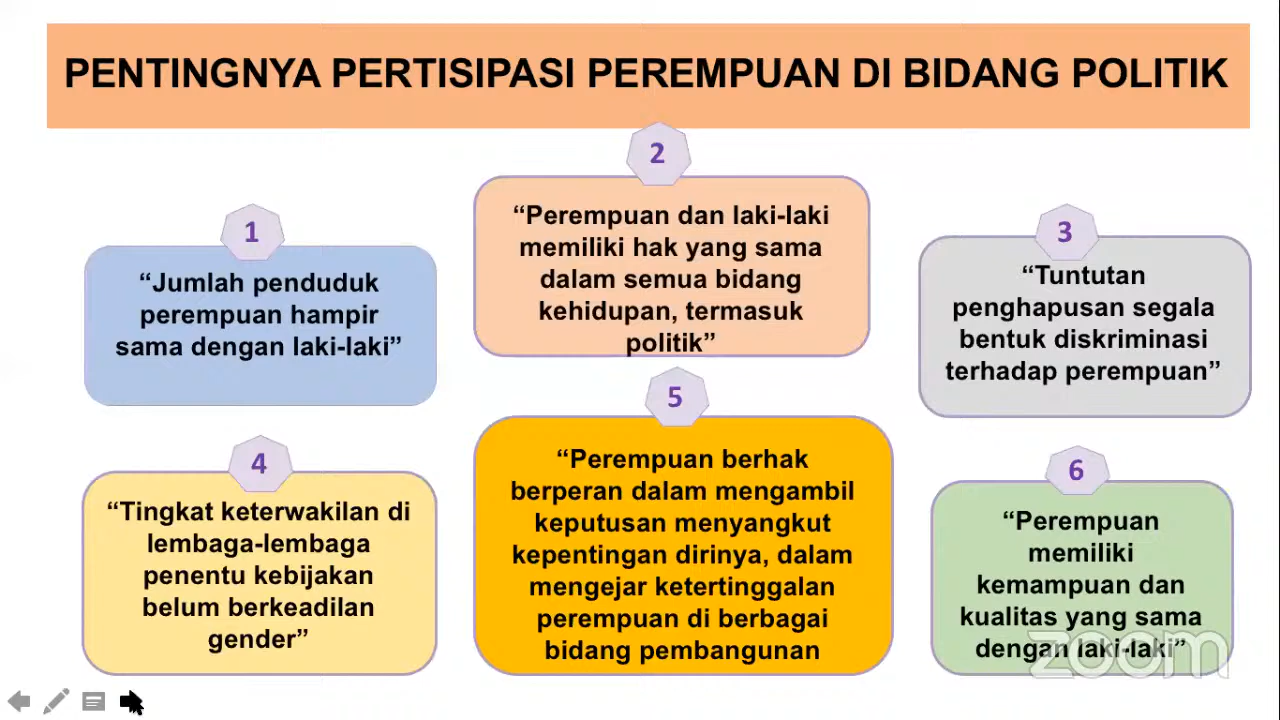 PENTINGNYA PERTISIPASI PEREMPUAN DI BIDANG POLITIK
1
“Jumlah penduduk
perempuan hampir
sama dengan laki-laki”
2
“Perempuan dan laki-laki
memiliki hak yang sama
dalam semua bidang
kehidupan, termasuk
politik”
3
“Tuntutan
penghapusan segala
bentuk diskriminasi
terhadap perempuan”
4
“Tingkat keterwakilan di
lembaga-lembaga
penentu kebijakan
belum berkeadilan
gender”
5
“Perempuan berhak
berperan dalam mengambil
keputusan menyangkut
kepentingan dirinya, dalam
mengejar ketertinggalan
perempuan di berbagai
bidang pembangunan
6
“Perempuan
memiliki
kemampuan dan
kualitas yang sama
dengan laki-laki”
zoom